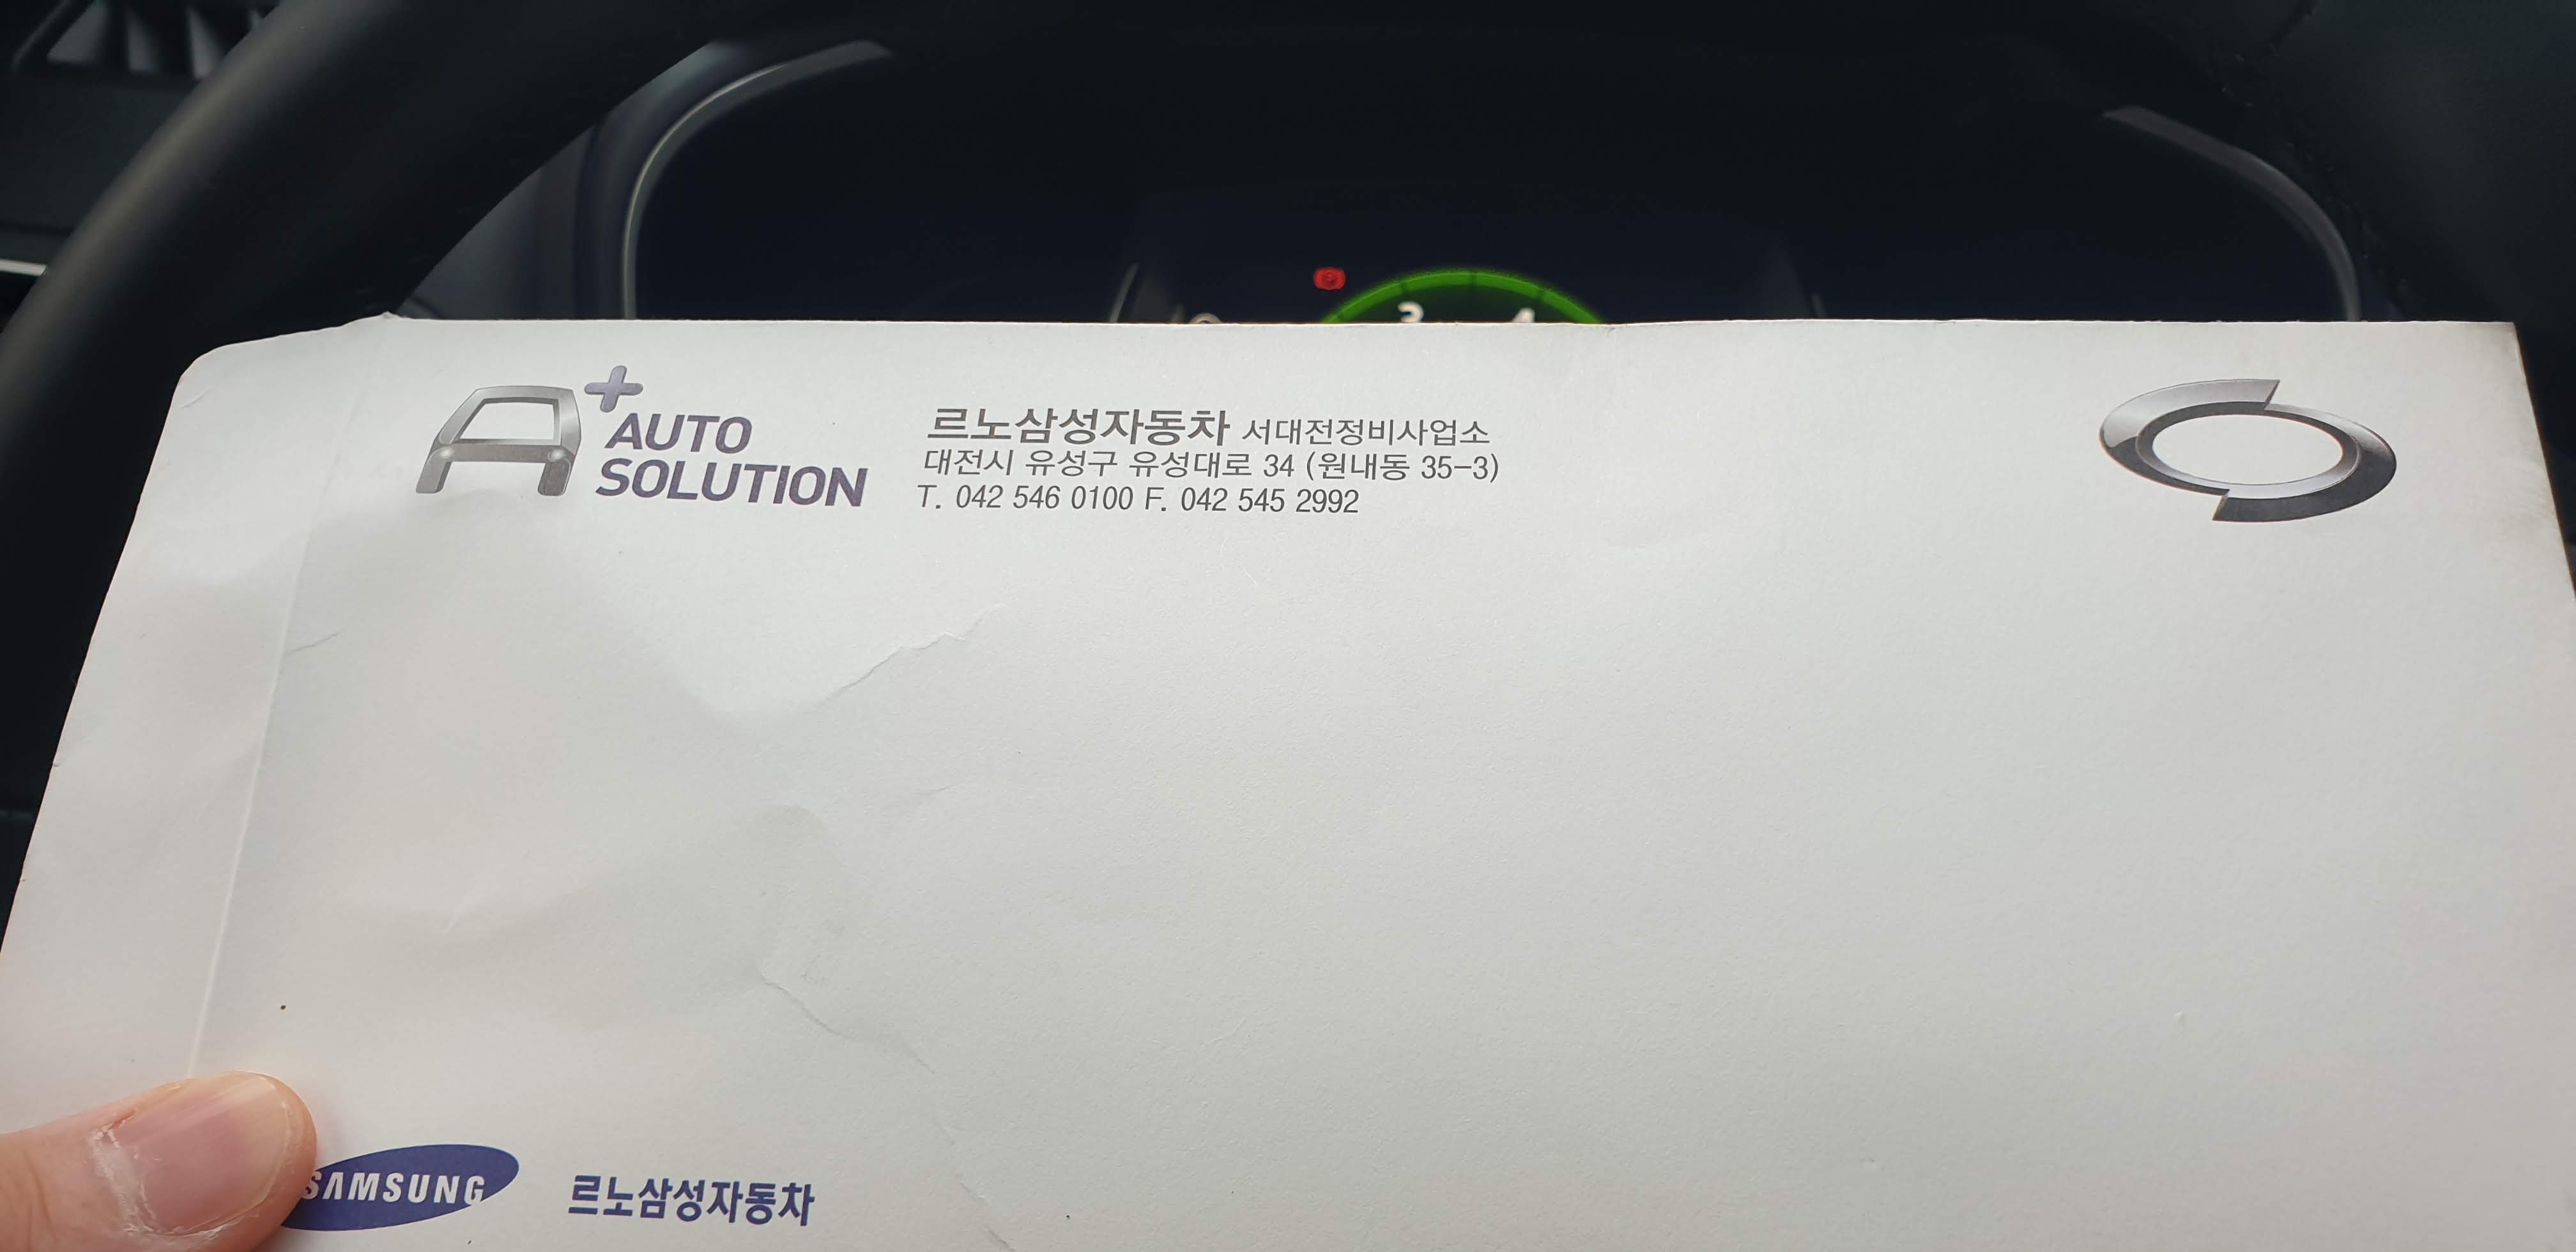 3 4
AUTO
SOLUTION
르노삼성자동차 서대전정비사업소
대전시 유성구 유성대로 34 (원내동 35-3)
T. 042 546 0100 F. 042 545 2992
SAMSUNG 르노삼성자동차